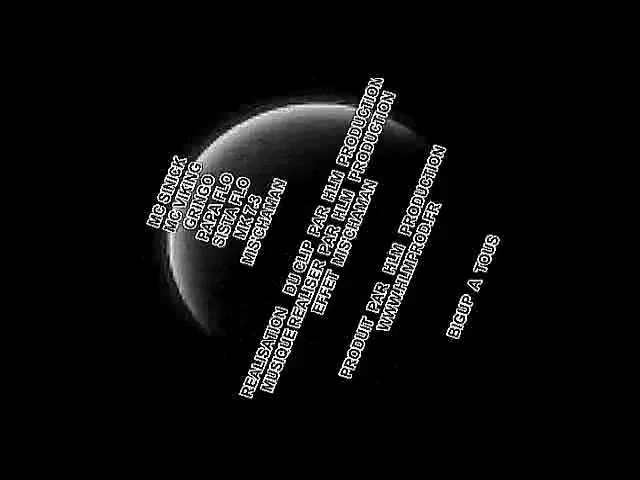 MC SINICK
MC VIKING
GRINGO
PAPA FLO
SISTA FLO
MK 7.3
MIS CHAMAN
REALISATION DU CLIP PAR HLM PRODUCTION
MUSIQUE REALISER PAR HLM PRODUCTION
EFFET MIS CHAMAN
PRODUIT PAR HLM PRODUCTION
WWW.HLMPROD.FR
BIGUP A TOUS